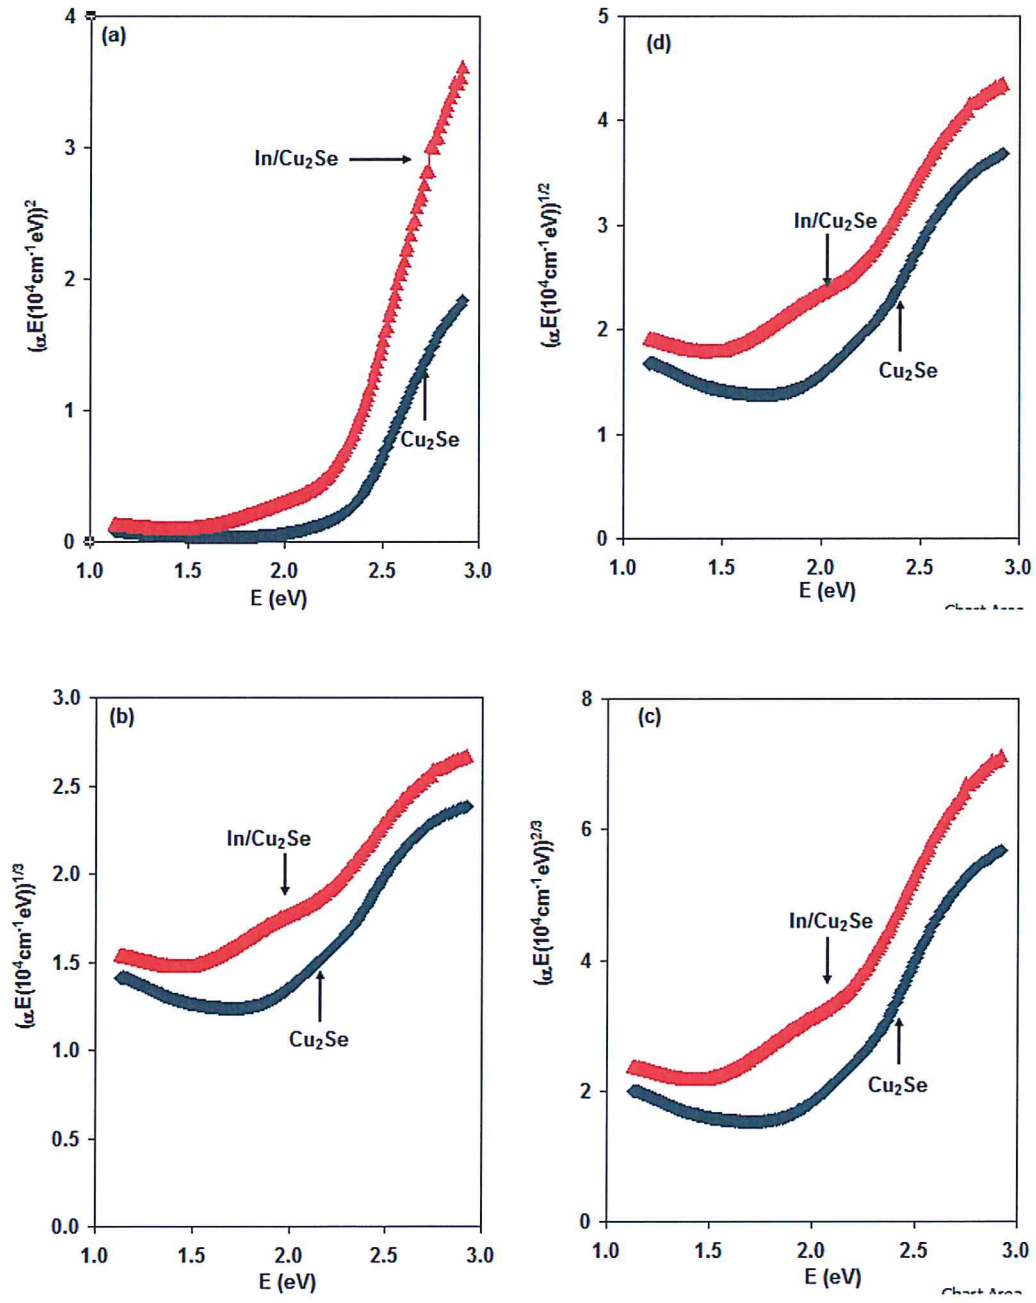 (a)
4
3
2
1
0
(αE(10⁴cm⁻¹eV))²
In/Cu₂Se
Cu₂Se
1.0 1.5 2.0 2.5 3.0
E (eV)
(d)
5
4
3
2
1
0
(αE(10⁴cm⁻¹eV))¹/²
In/Cu₂Se
Cu₂Se
1.0 1.5 2.0 2.5 3.0
E (eV)
Chart Area
(b)
3.0
2.5
2.0
1.5
1.0
0.5
0.0
(αE(10⁴cm⁻¹eV))¹/³
In/Cu₂Se
Cu₂Se
1.0 1.5 2.0 2.5 3.0
E (eV)
(c)
8
6
4
2
0
(αE(10⁴cm⁻¹eV))²/³
In/Cu₂Se
Cu₂Se
1.0 1.5 2.0 2.5 3.0
E (eV)
Chart Area